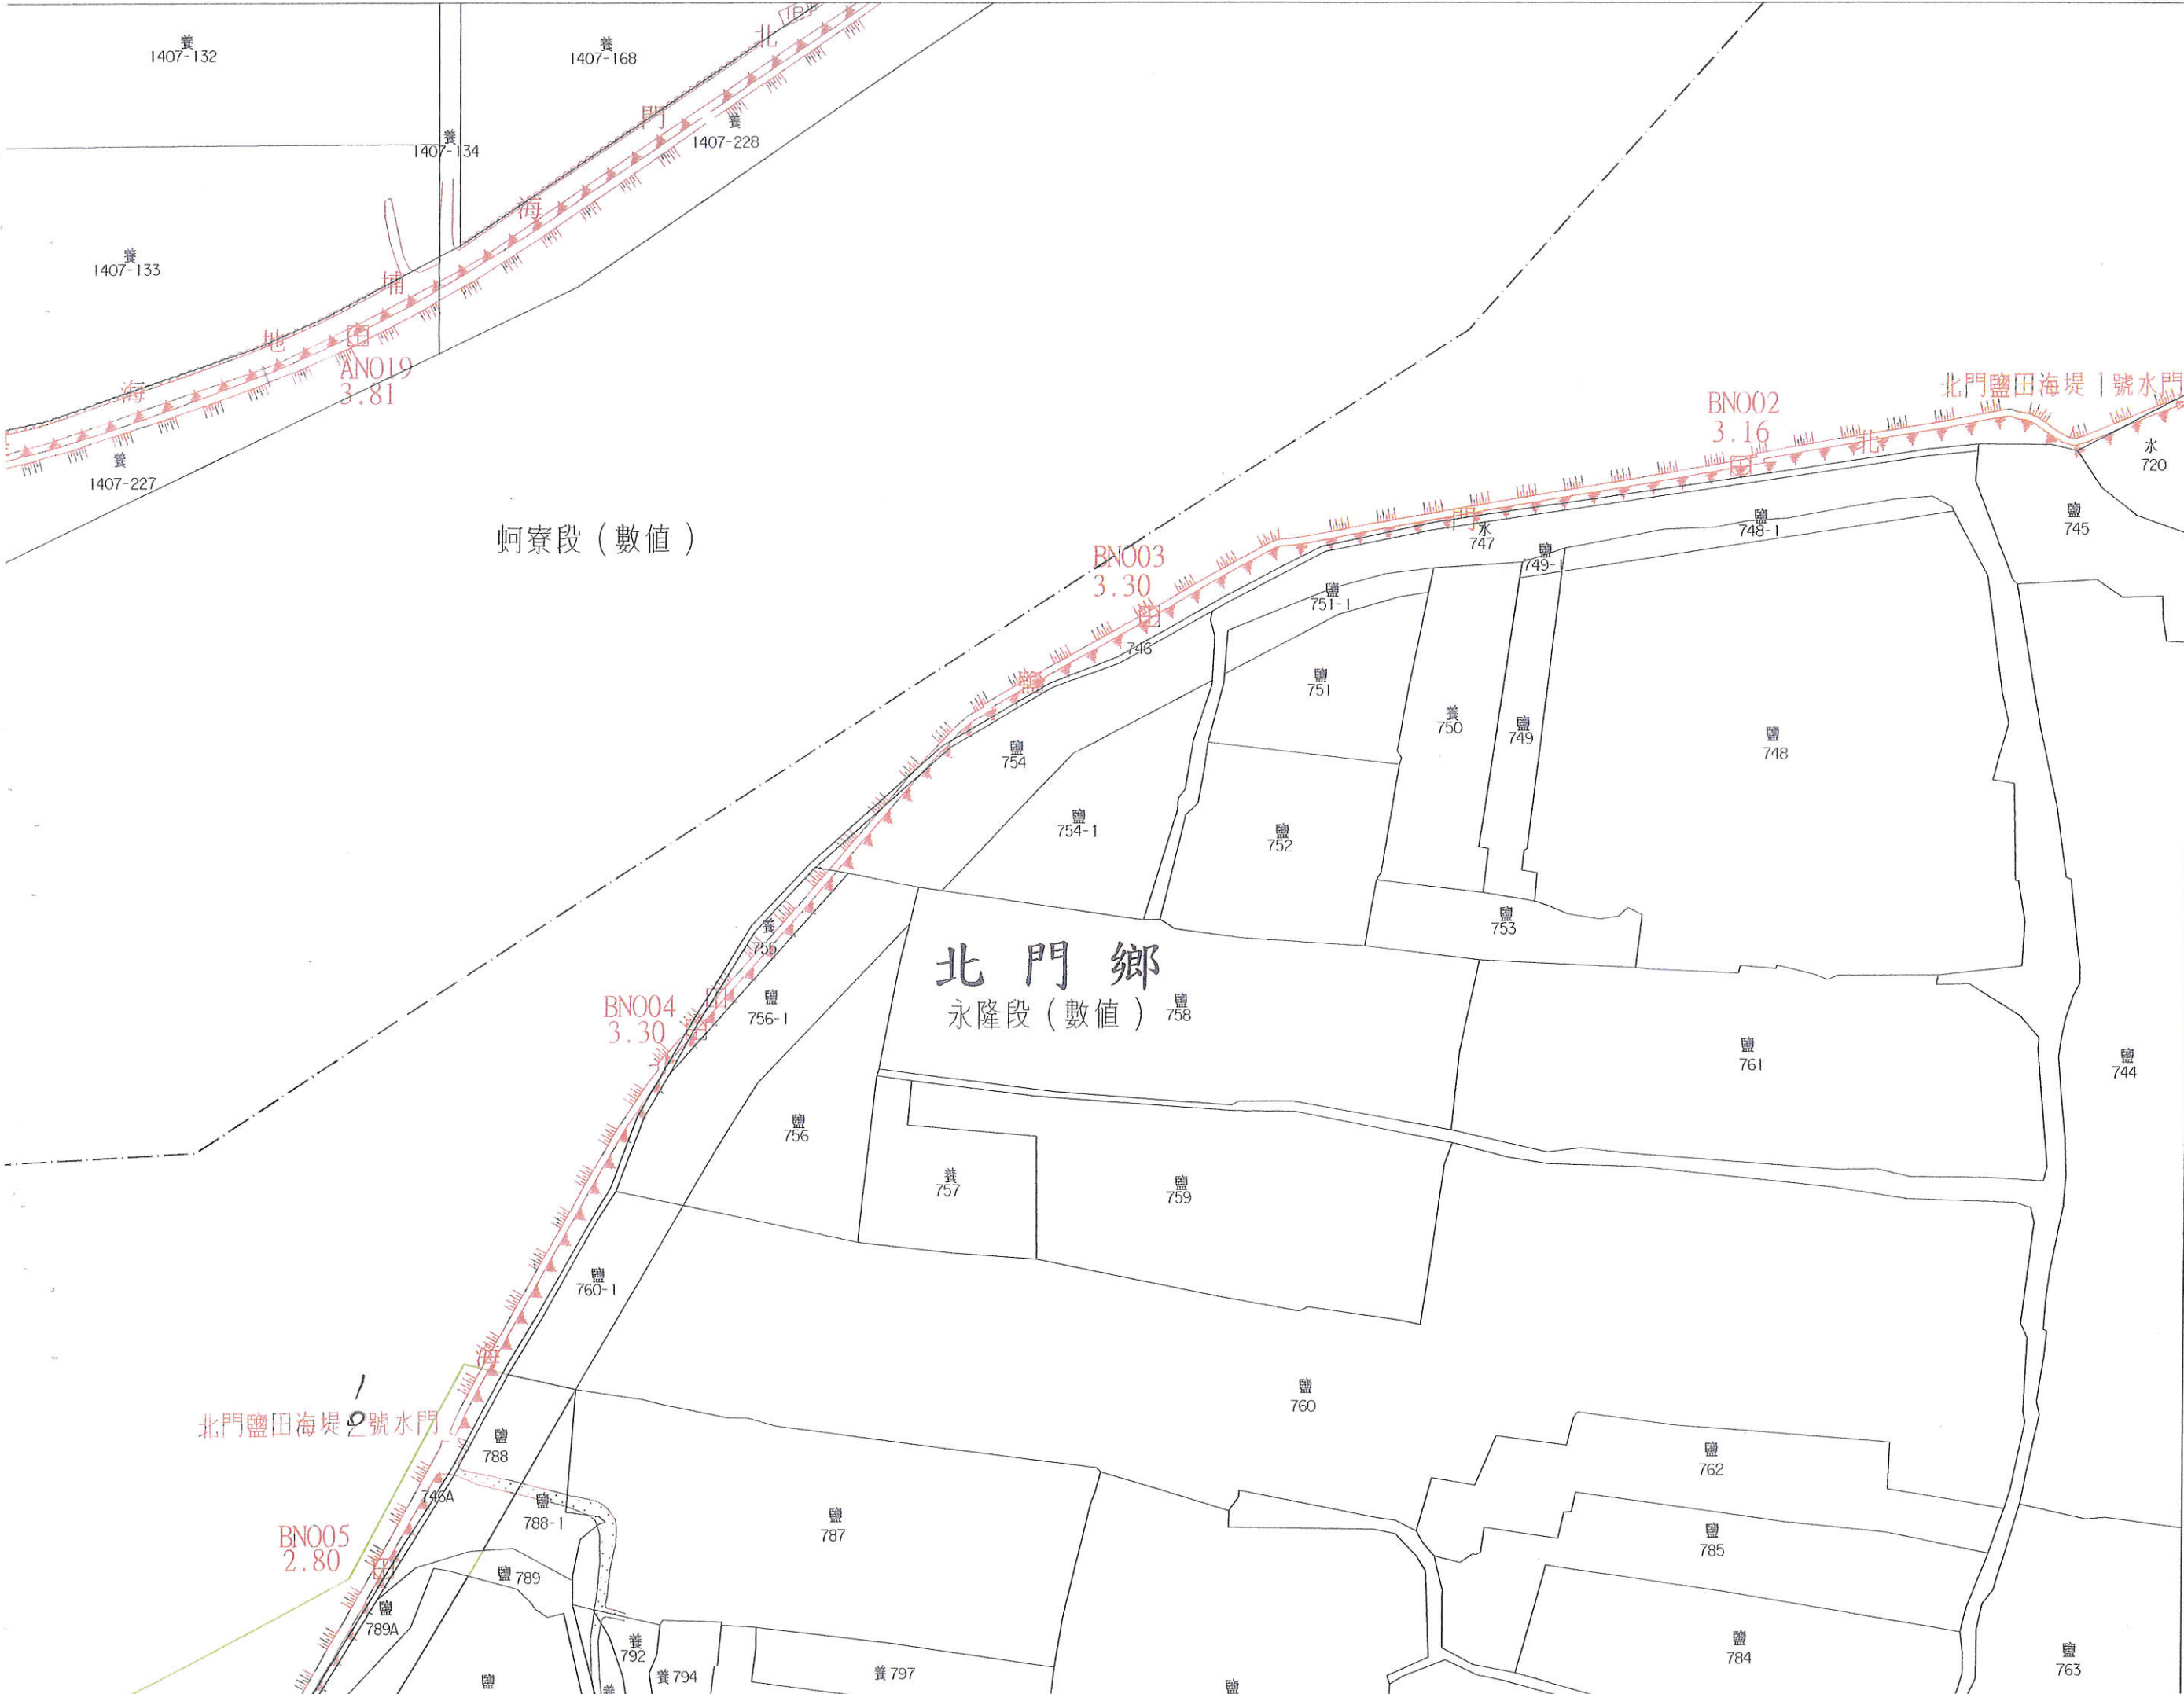 養
1407-132
養
1407-168
北
門
海
埔
地
海
養
1407-134
養
1407-228
養
1407-133
AN019
3.81
養
1407-227
蚵寮段（數值）
BN002
3.16
北門鹽田海堤1號水門
北
水
720
鹽
745
門
水
747
鹽
748-1
鹽
749-1
BN003
3.30
鹽
751-1
746
鹽
鹽
751
養
750
鹽
749
鹽
748
鹽
754
鹽
754-1
鹽
752
鹽
753
養
755
北門鄉
永隆段（數值）
鹽
758
BN004
3.30
鹽
756-1
鹽
761
鹽
744
鹽
756
養
757
鹽
759
鹽
760-1
海
鹽
760
1
北門鹽田海堤2號水門
鹽
788
鹽
762
746A
鹽
788-1
鹽
787
鹽
785
BN005
2.80
鹽 789
鹽
789A
養
792
養 794
養 797
鹽
784
鹽
763
鹽
養
鹽